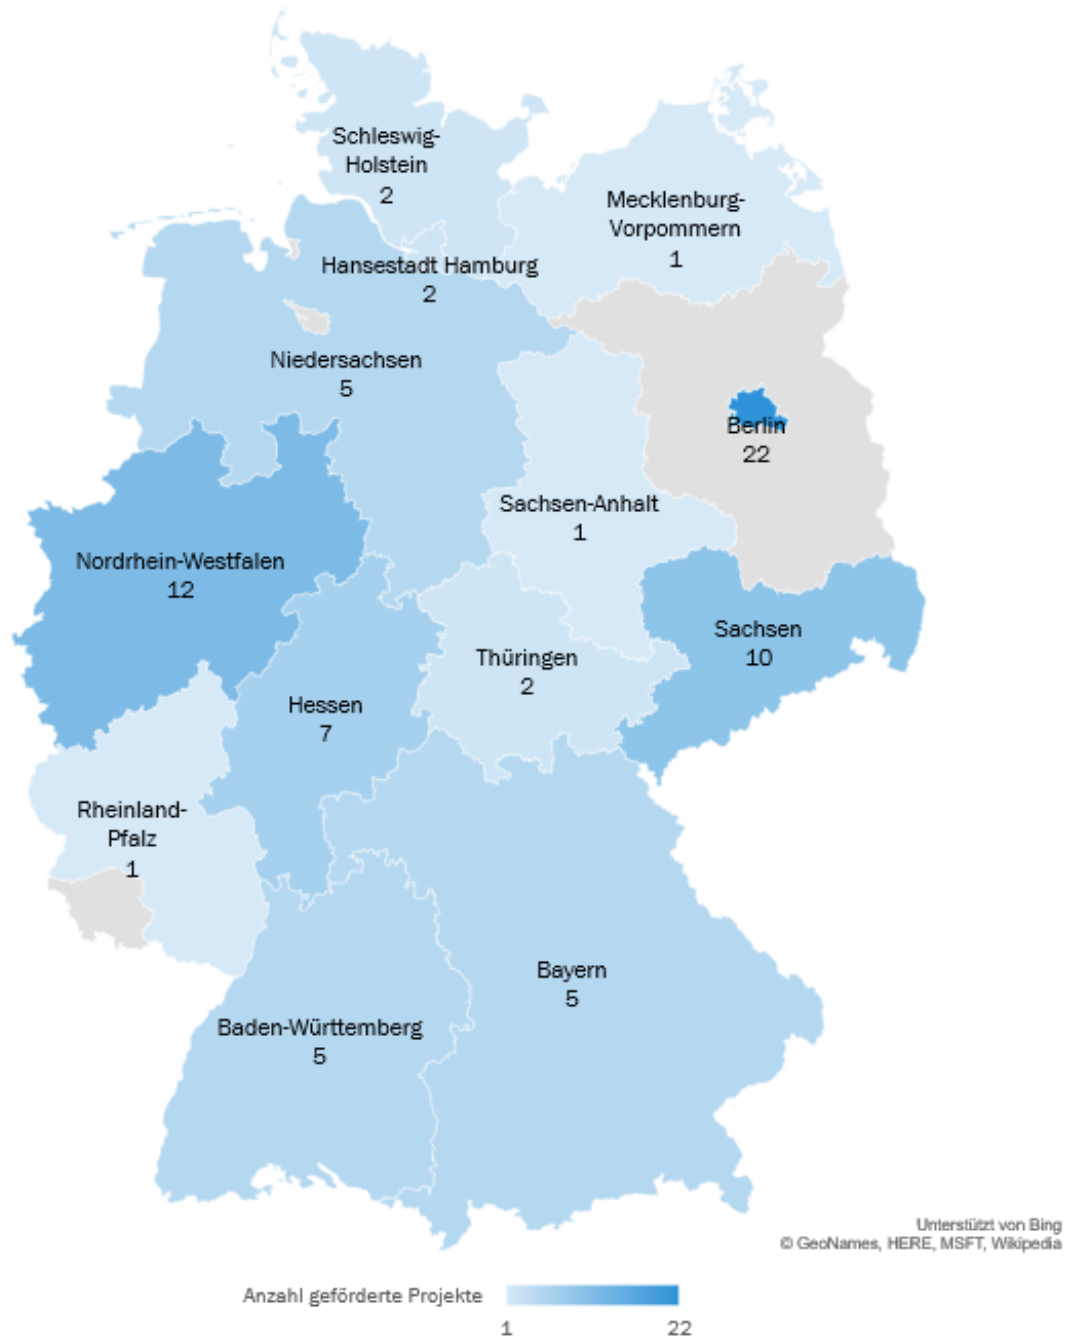 Schleswig-
Holstein
2
Mecklenburg-
Vorpommern
1
Hansestadt Hamburg
2
Niedersachsen
5
Berlin
22
Sachsen-Anhalt
1
Nordrhein-Westfalen
12
Sachsen
10
Thüringen
2
Hessen
7
Rheinland-
Pfalz
1
Bayern
5
Baden-Württemberg
5
Unterstützt von Bing
© GeoNames, HERE, MSFT, Wikipedia
Anzahl geförderte Projekte
1 22